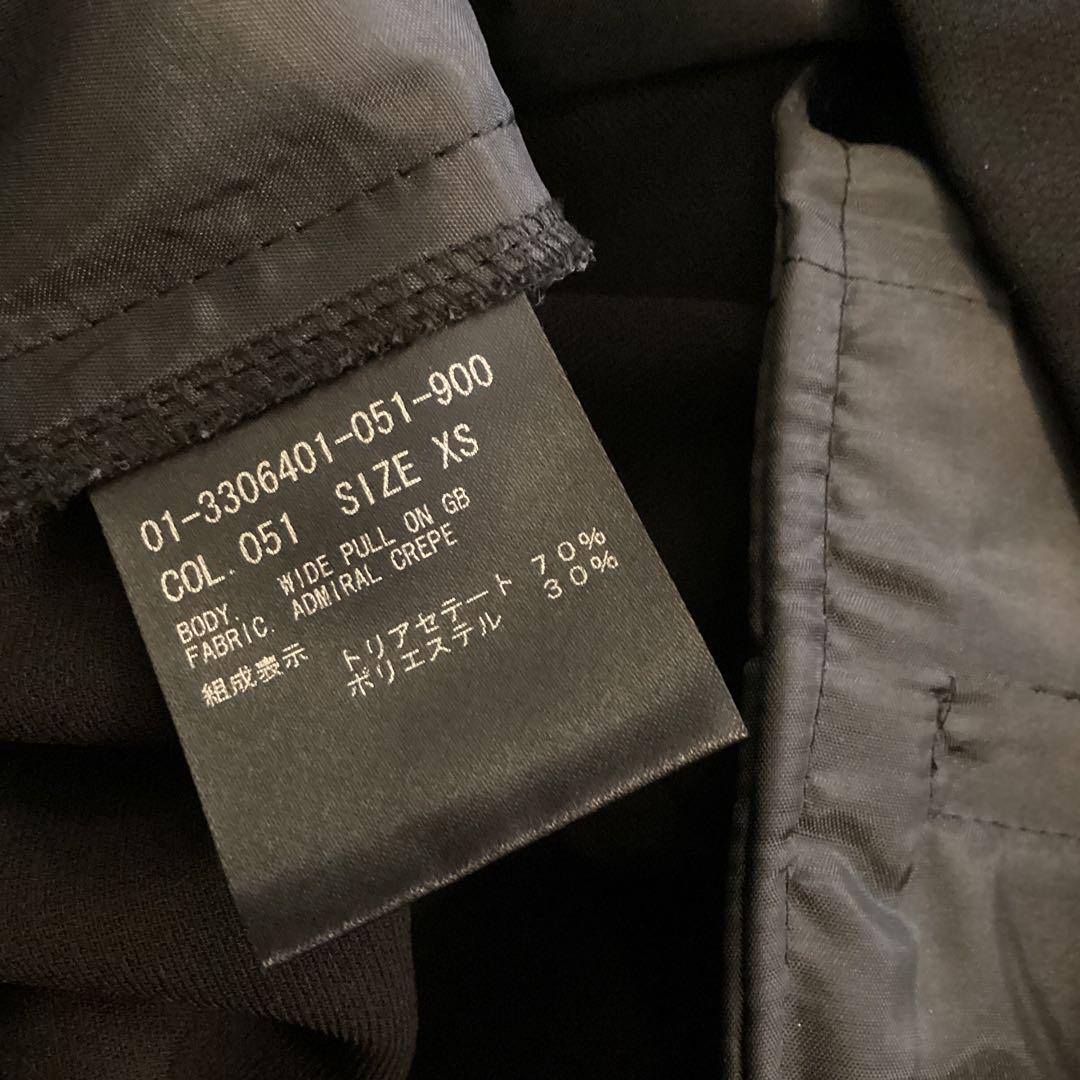 01-3306401-051-900
COL. 051 SIZE XS
BODY. WIDE PULL ON GB
FABRIC. ADMIRAL CREPE
組成表示 トリアセテート 70%
ポリエステル 30%